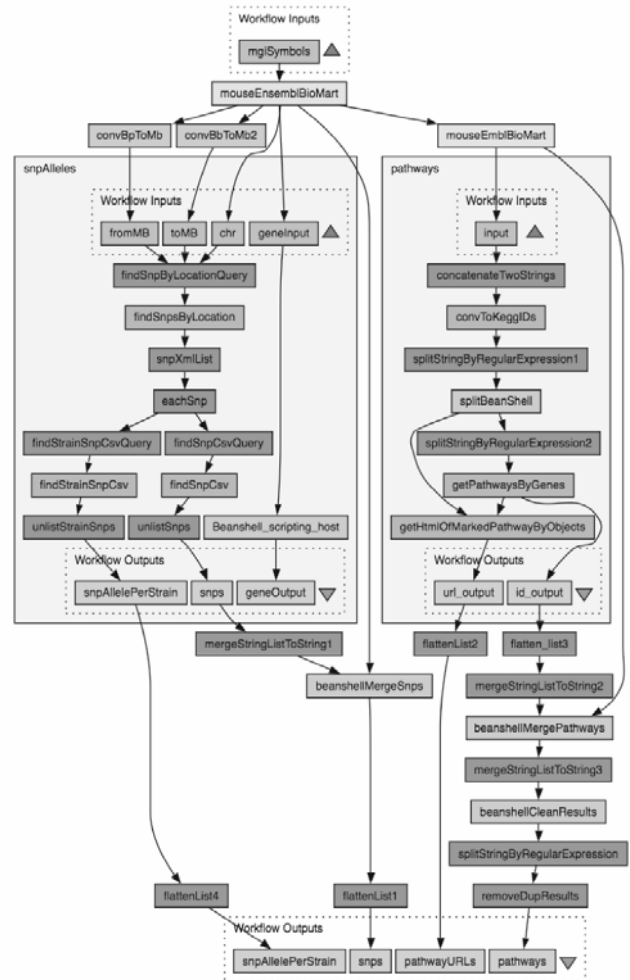 Workflow Inputs
mgISymbols
mouseEnsemblBioMart
convBpToMb
convBbToMb2
mouseEmblBioMart
snpAlleles
pathways
Workflow Inputs
Workflow Inputs
fromMB
toMB
chr
geneInput
input
findSnpByLocationQuery
concatenateTwoStrings
findSnpsByLocation
convToKeggIDs
snpXmlList
splitStringByRegularExpression1
eachSnp
splitBeanShell
findStrainSnpCsvQuery
findSnpCsvQuery
splitStringByRegularExpression2
findStrainSnpCsv
findSnpCsv
getPathwaysByGenes
unlistStrainSnps
unlistSnps
Beanshell_scripting_host
getHtmlOfMarkedPathwayByObjects
Workflow Outputs
Workflow Outputs
snpAllelePerStrain
snps
geneOutput
url_output
id_output
mergeStringListToString1
flattenList2
flatten_list3
beanshellMergeSnps
mergeStringListToString2
beanshellMergePathways
mergeStringListToString3
beanshellCleanResults
splitStringByRegularExpression
flattenList4
flattenList1
removeDupResults
Workflow Outputs
snpAllelePerStrain
snps
pathwayURLs
pathways